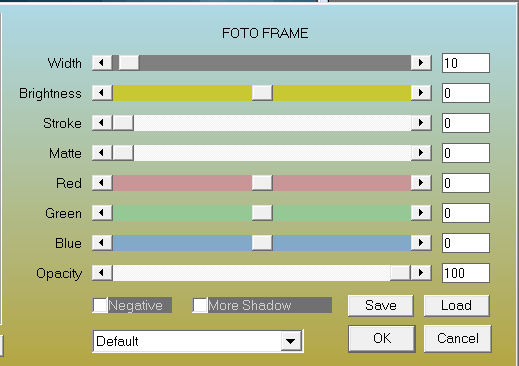 FOTO FRAME
Width 10
Brightness 0
Stroke 0
Matte 0
Red 0
Green 0
Blue 0
Opacity 100
Negative More Shadow Save Load
Default OK Cancel